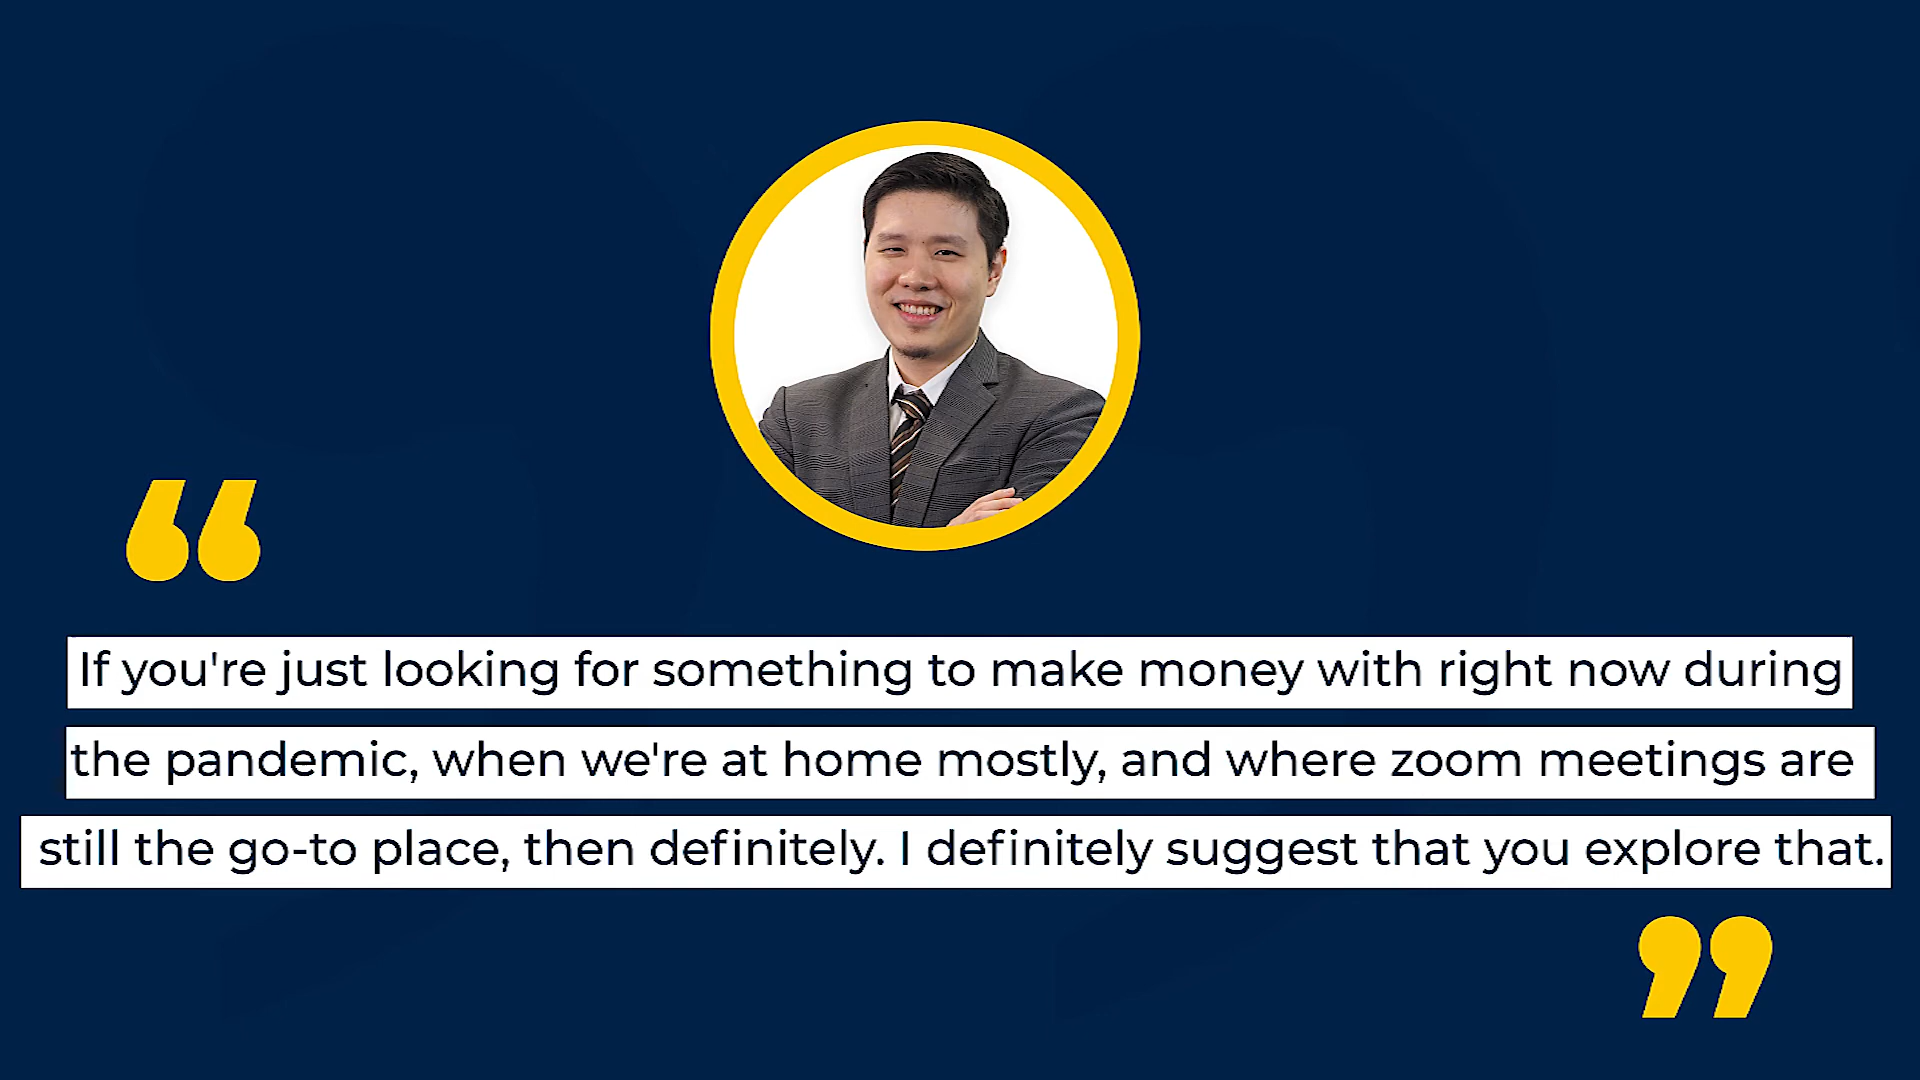 “
If you're just looking for something to make money with right now during
the pandemic, when we're at home mostly, and where zoom meetings are
still the go-to place, then definitely. I definitely suggest that you explore that.
”